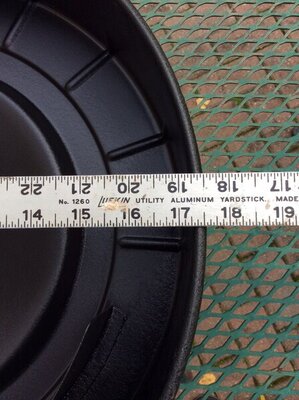 22 21 20 19 18 17
No. 1260 LUFKIN UTILITY ALUMINUM YARDSTICK. MADE
14 15 16 17 18 19